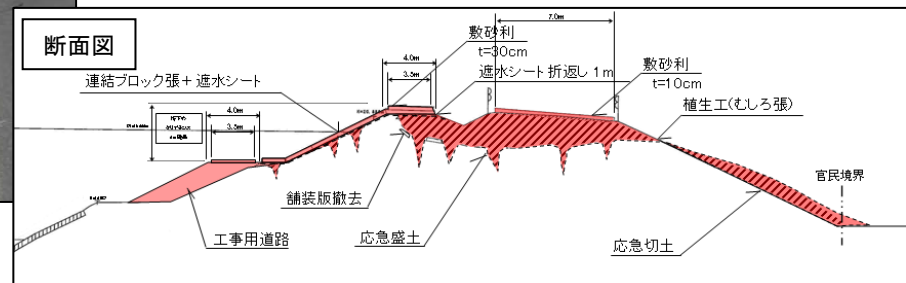 断面図
7.0m
敷砂利
t=30cm
4.0m
3.5m
遮水シート折返し1m
連結ブロック張+遮水シート
敷砂利
t=10cm
植生工(むしろ張)
4.0m
3.5m
官民境界
舗装版撤去
工事用道路
応急盛土
応急切土